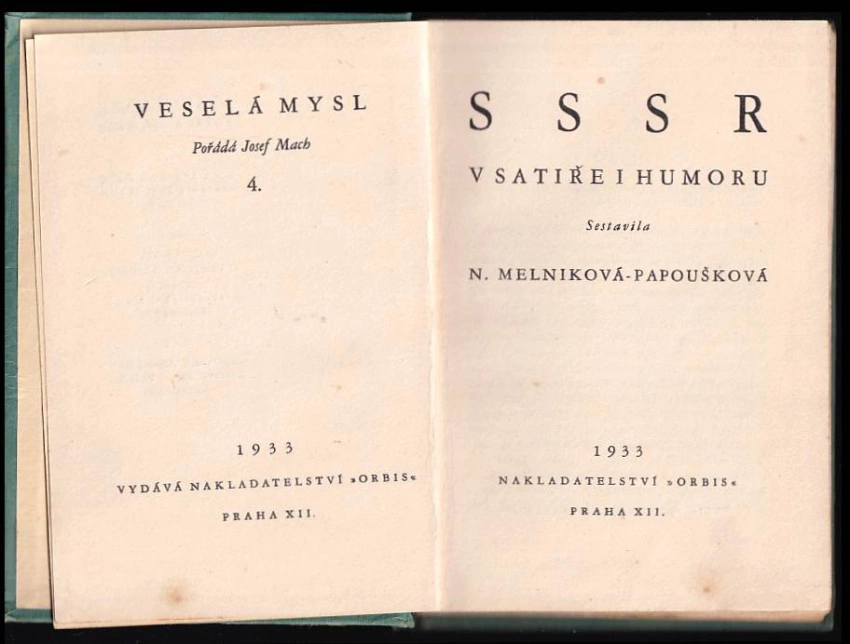 VESELÁ MYSL
Pořádá Josef Mach
4.
1933
VYDÁVÁ NAKLADATELSTVÍ »ORBIS«
PRAHA XII.
SSSR
V SATIŘE I HUMORU
Sestavila
N. MELNIKOVÁ-PAPOUŠKOVÁ
1933
NAKLADATELSTVÍ »ORBIS«
PRAHA XII.